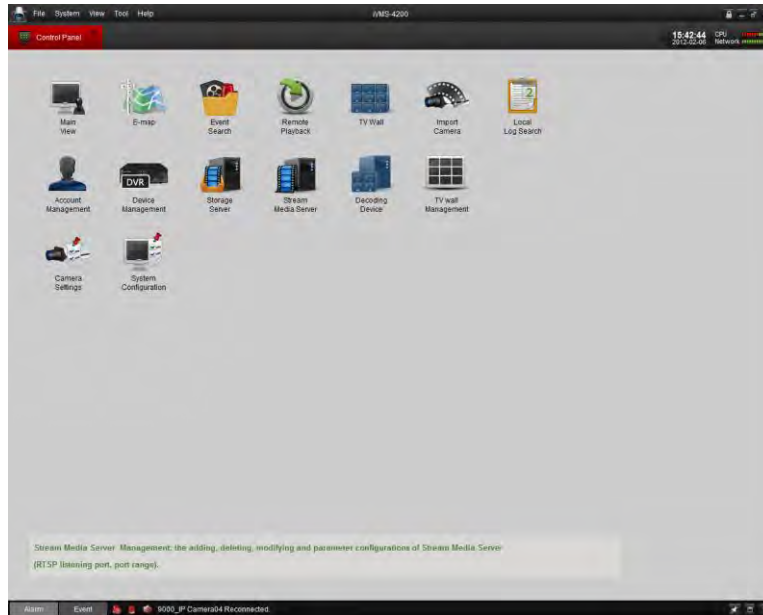 File System View Tool Help
iVMS-4200
Control Panel
15:42:44
2012-02-06
CPU
Network
Main View
E-map
Event Search
Remote Playback
TV Wall
Import Camera
Local Log Search
Account Management
Device Management
Storage Server
Stream Media Server
Decoding Device
TV wall Management
DVR
2
Camera Settings
System Configuration
Stream Media Server Management: the adding, deleting, modifying and parameter configurations of Stream Media Server
(RTSP listening port, port range).
Alarm Event 9000_IP Camera04 Reconnected.